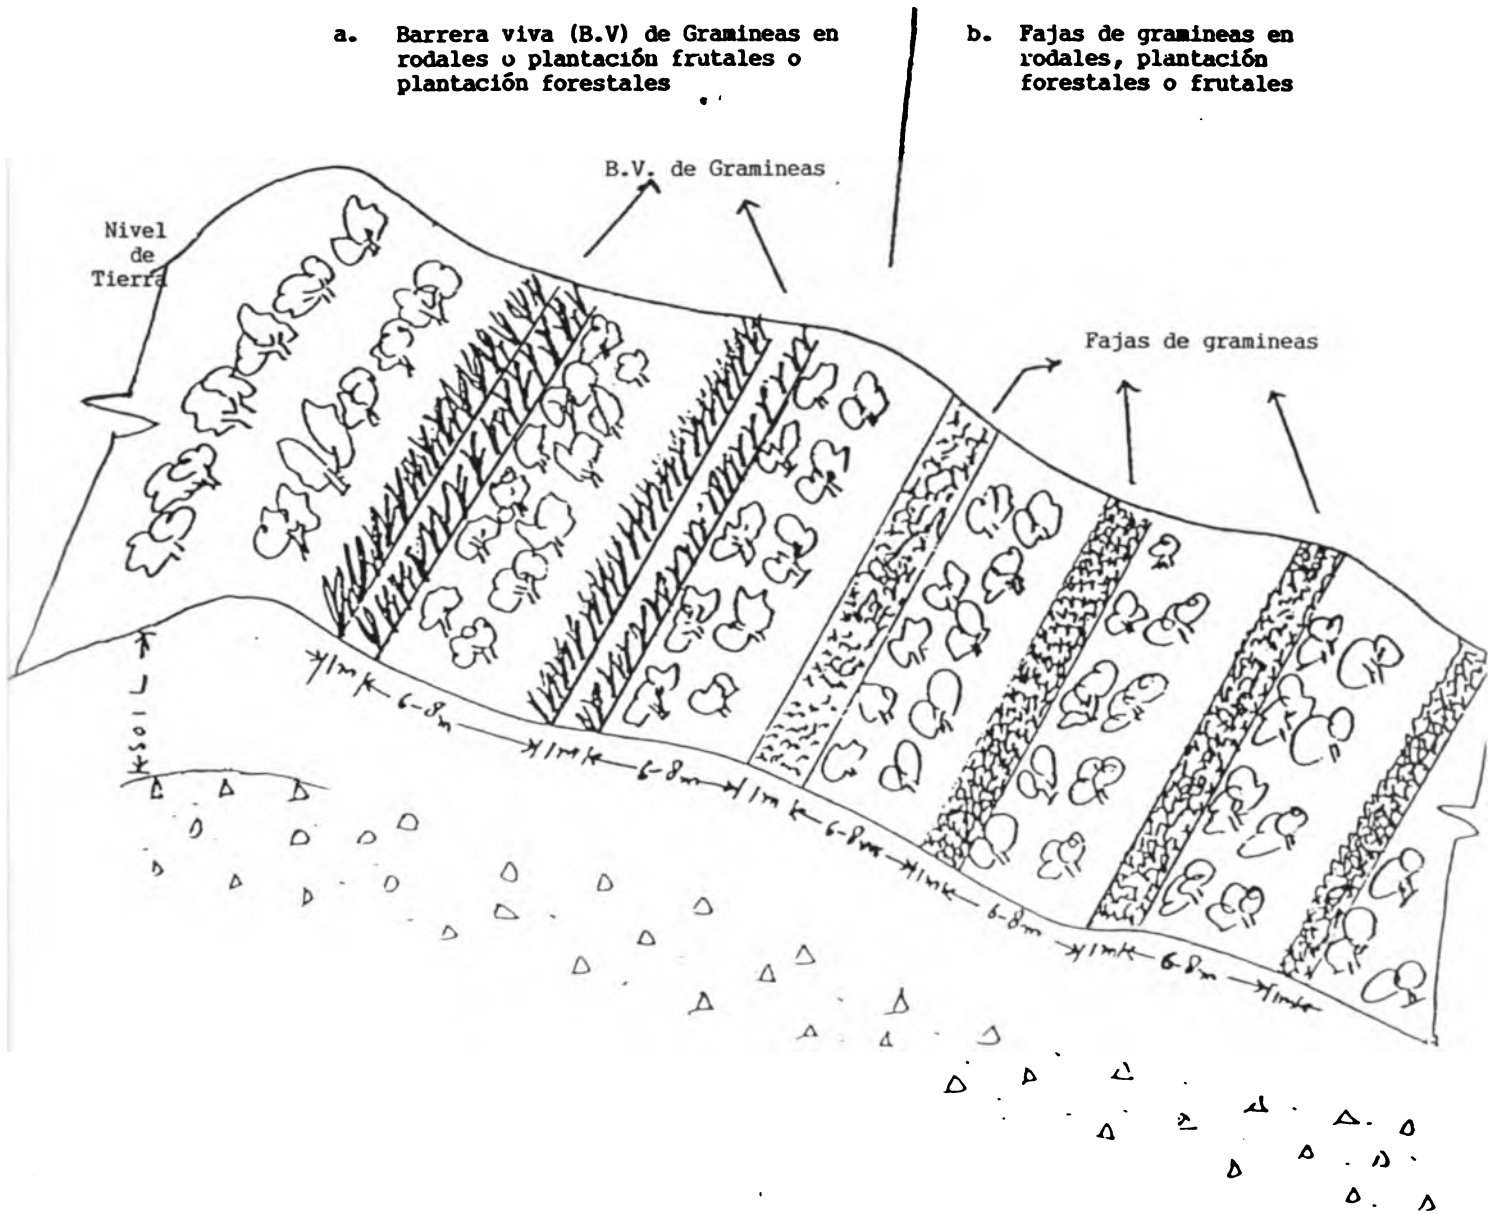 a. Barrera viva (B.V) de Gramineas en
rodales o plantación frutales o
plantación forestales
b. Fajas de gramineas en
rodales, plantación
forestales o frutales
B.V. de Gramineas
Nivel
de
Tierra
Fajas de gramineas
SOIL
1m
6-8m
1m
6-8m
1m
6-8m
1m
6-8m
1m
6-8m
1m